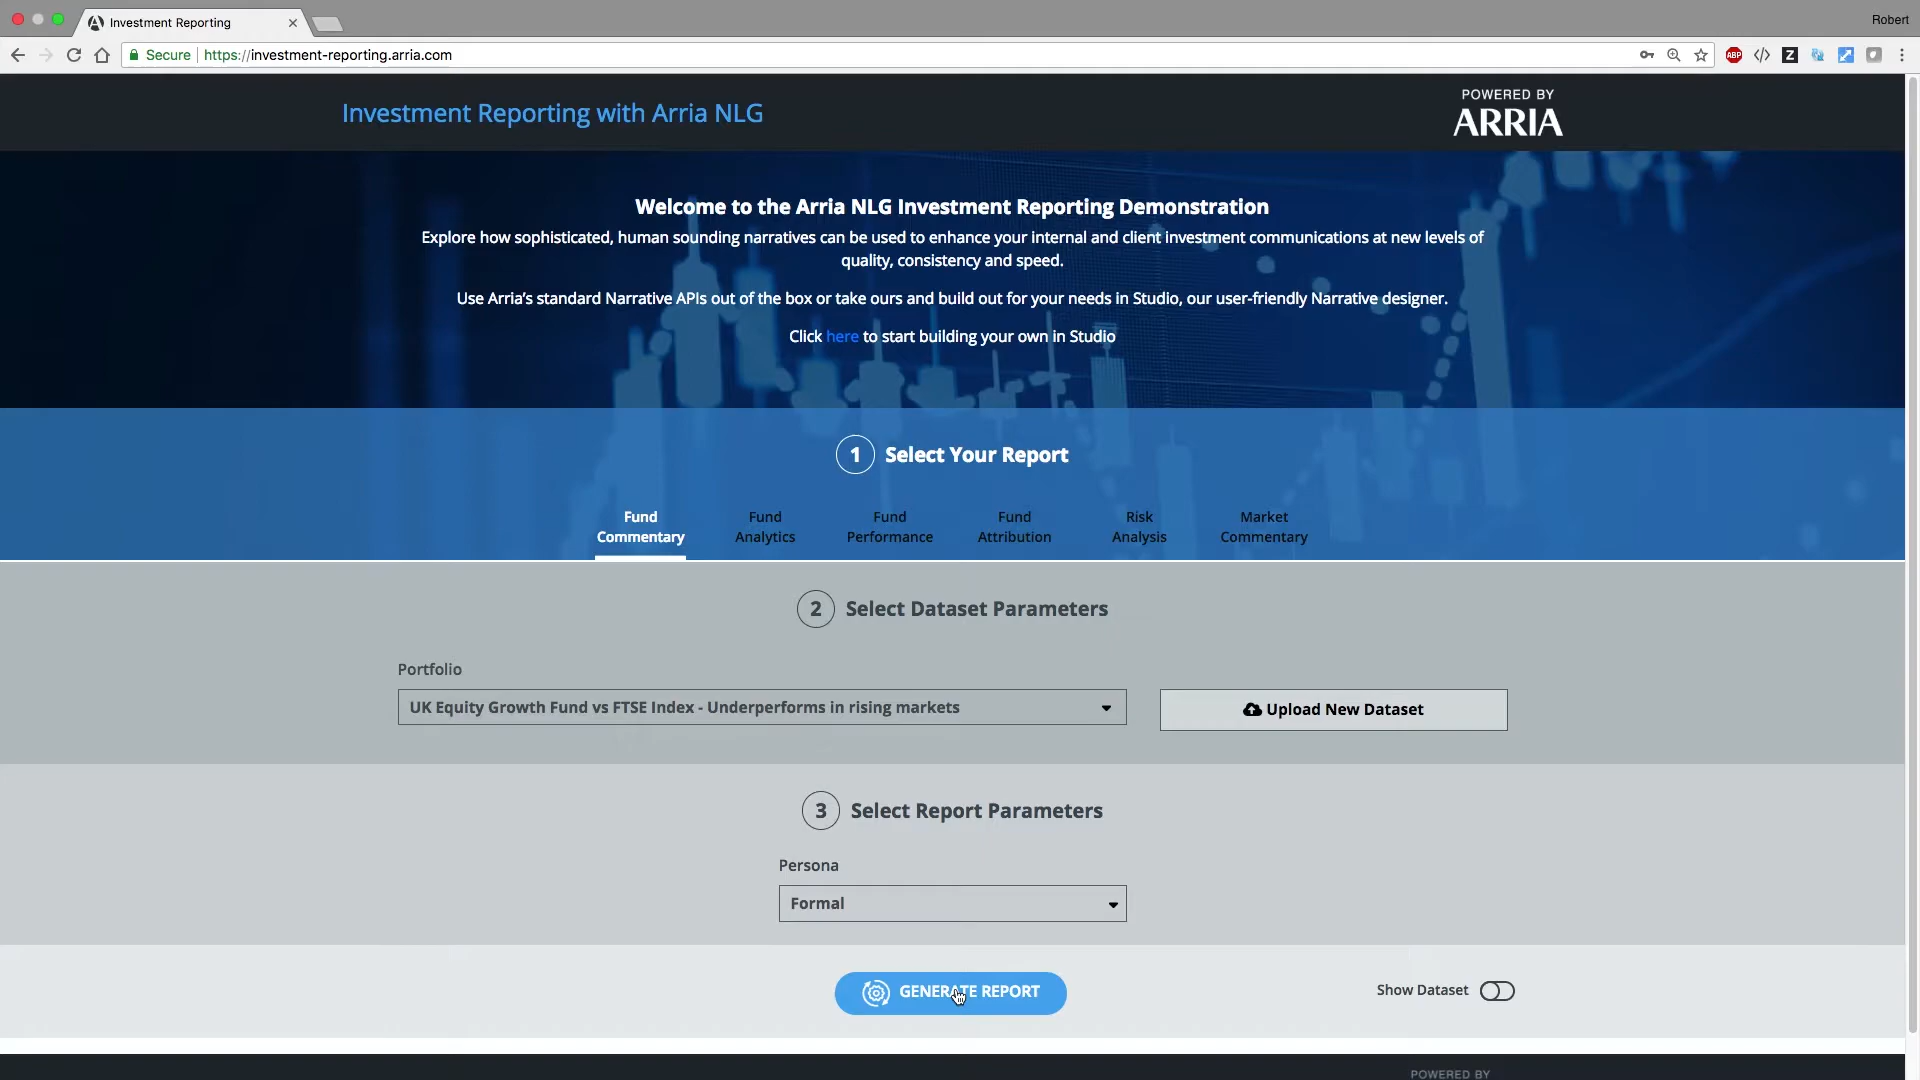 Investment Reporting
Robert
Secure
https://investment-reporting.arria.com
ABP
Z
Investment Reporting with Arria NLG
POWERED BY
ARRIA
Welcome to the Arria NLG Investment Reporting Demonstration
Explore how sophisticated, human sounding narratives can be used to enhance your internal and client investment communications at new levels of
quality, consistency and speed.
Use Arria's standard Narrative APIs out of the box or take ours and build out for your needs in Studio, our user-friendly Narrative designer.
Click here to start building your own in Studio
1 Select Your Report
Fund
Commentary
Fund
Analytics
Fund
Performance
Fund
Attribution
Risk
Analysis
Market
Commentary
2 Select Dataset Parameters
Portfolio
UK Equity Growth Fund vs FTSE Index - Underperforms in rising markets
Upload New Dataset
3 Select Report Parameters
Persona
Formal
GENERATE REPORT
Show Dataset
POWERED BY